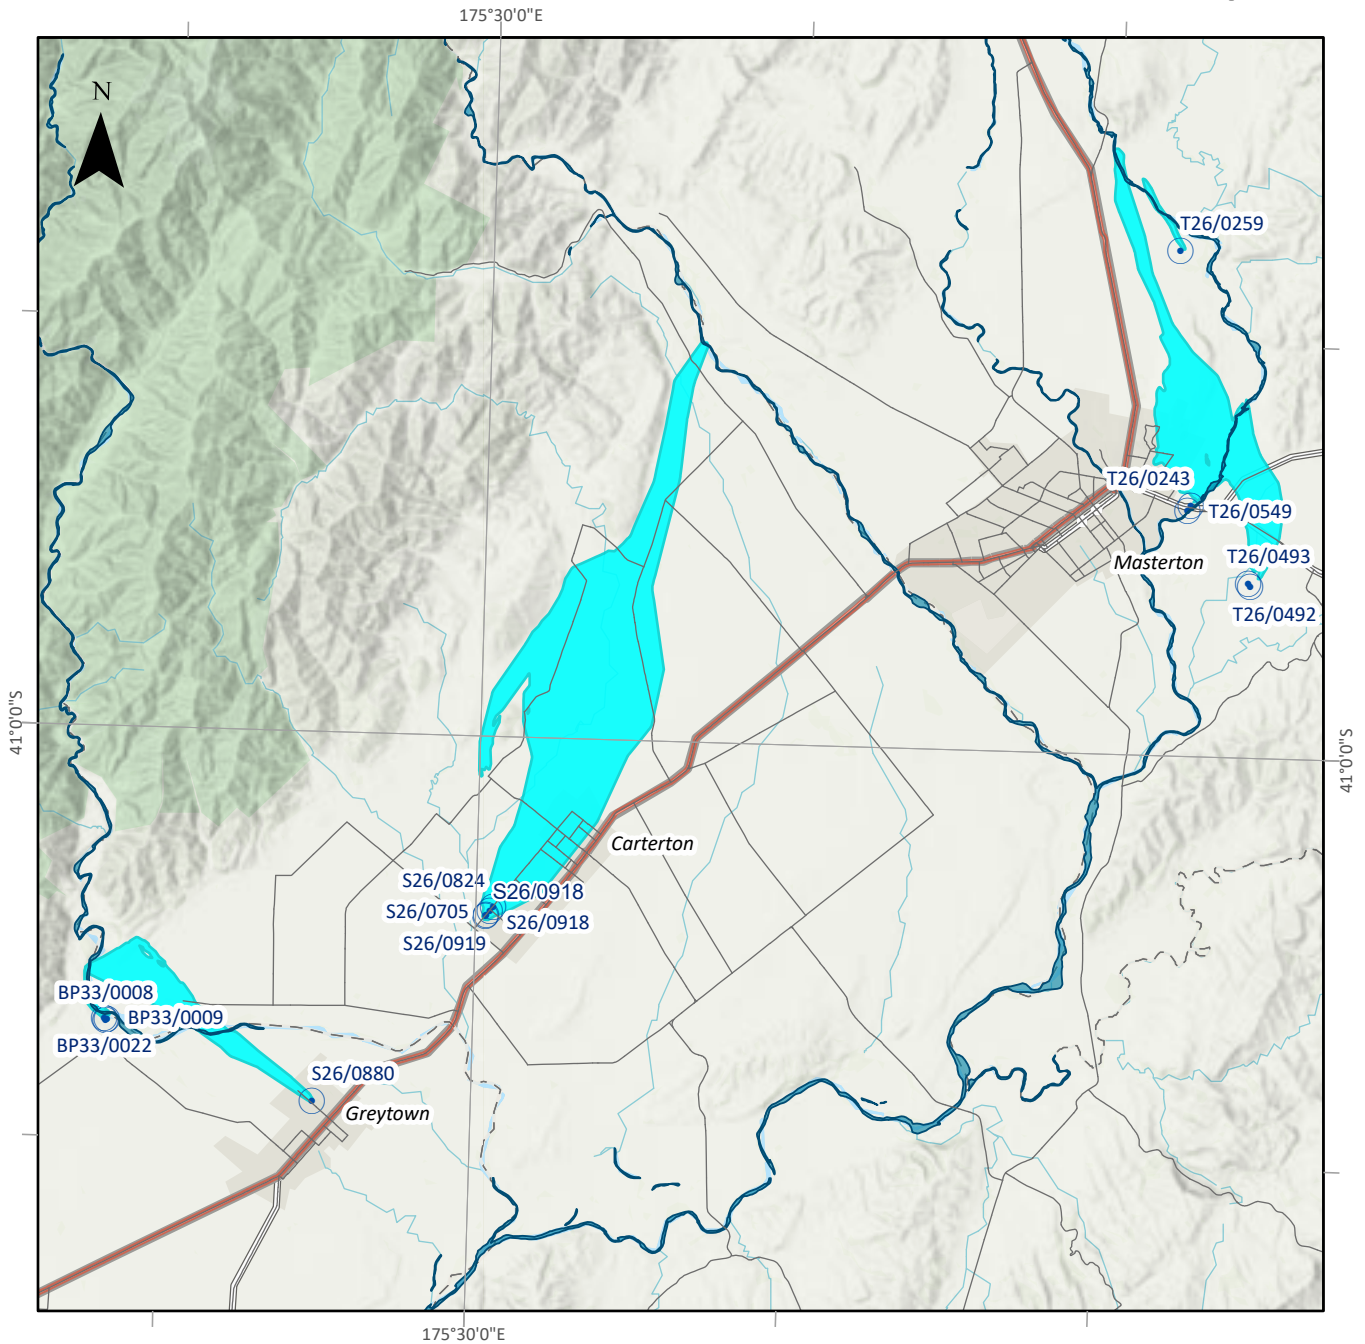 175°30'0"E
N
T26/0259
T26/0243
T26/0549
T26/0493
Masterton
T26/0492
41°0'0"S
41°0'0"S
Carterton
S26/0824
S26/0918
S26/0705
S26/0918
S26/0919
BP33/0008
BP33/0009
BP33/0022
S26/0880
Greytown
175°30'0"E